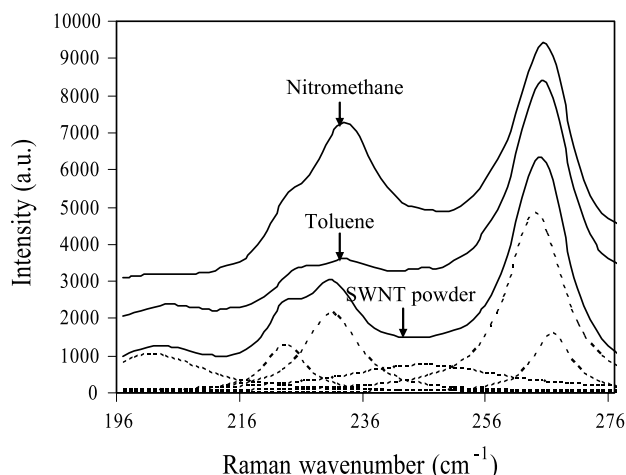 10000
9000
8000
7000
6000
5000
4000
3000
2000
1000
0
Intensity (a.u.)
Nitromethane
Toluene
SWNT powder
196 216 236 256 276
Raman wavenumber (cm⁻¹)